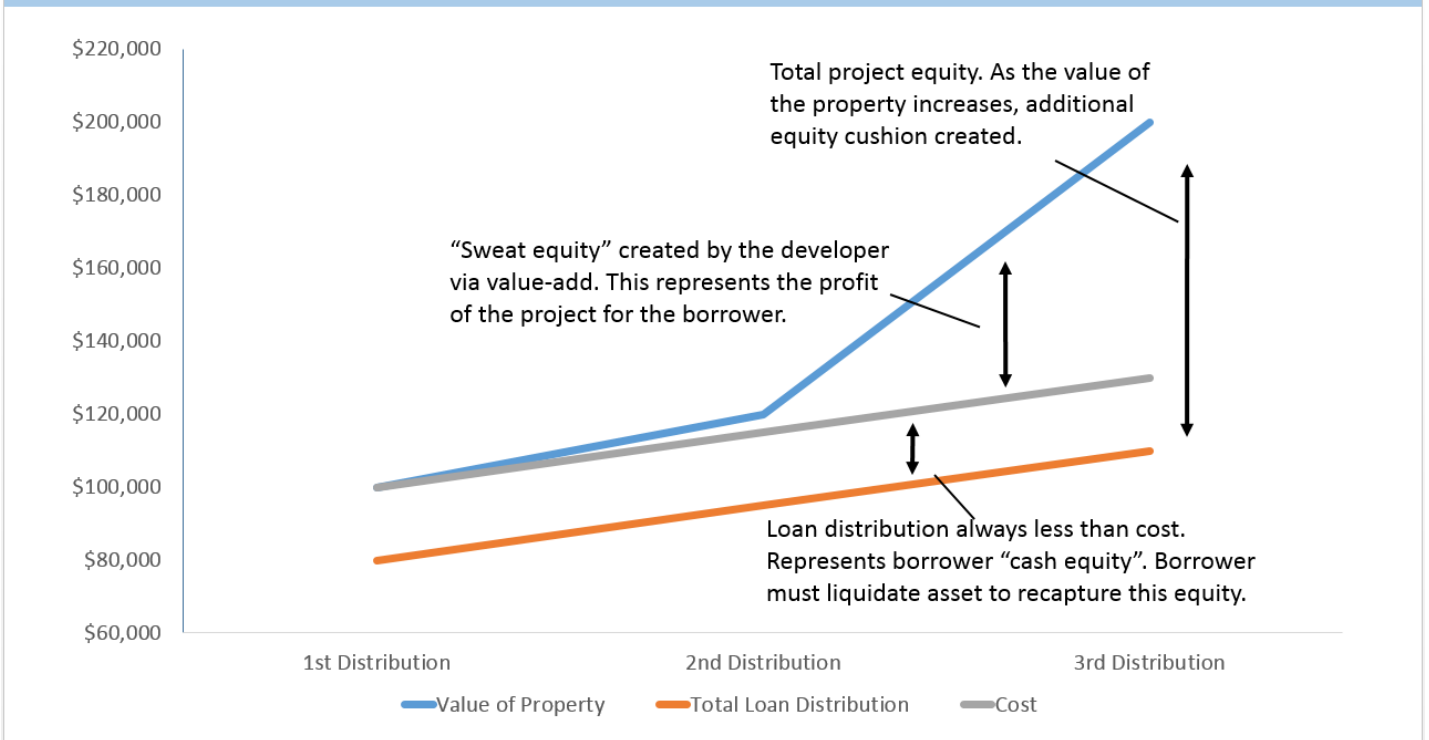 $220,000
$200,000
$180,000
$160,000
$140,000
$120,000
$100,000
$80,000
$60,000
Total project equity. As the value of
the property increases, additional
equity cushion created.
“Sweat equity” created by the developer
via value-add. This represents the profit
of the project for the borrower.
Loan distribution always less than cost.
Represents borrower “cash equity”. Borrower
must liquidate asset to recapture this equity.
1st Distribution 2nd Distribution 3rd Distribution
Value of Property Total Loan Distribution Cost